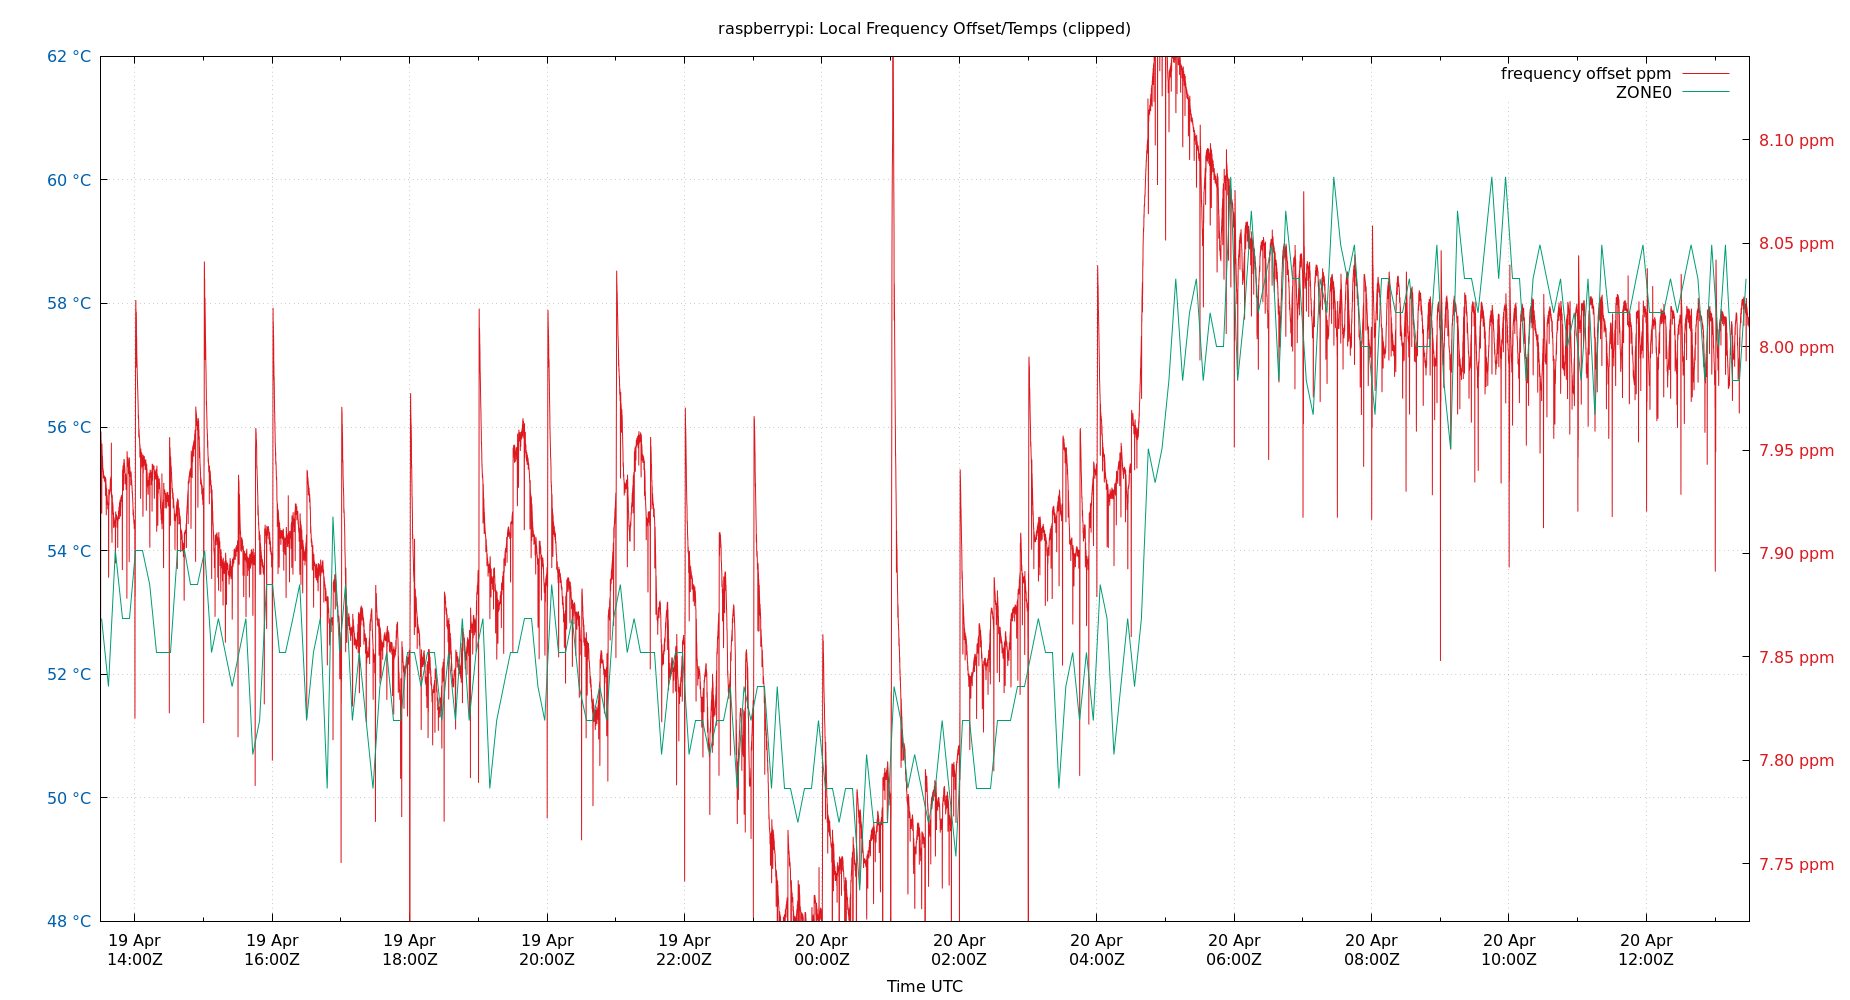 raspberrypi: Local Frequency Offset/Temps (clipped)
frequency offset ppm
ZONE0
62 °C
60 °C
58 °C
56 °C
54 °C
52 °C
50 °C
48 °C
8.10 ppm
8.05 ppm
8.00 ppm
7.95 ppm
7.90 ppm
7.85 ppm
7.80 ppm
7.75 ppm
19 Apr 19 Apr 19 Apr 19 Apr 19 Apr 20 Apr 20 Apr 20 Apr 20 Apr 20 Apr 20 Apr 20 Apr
14:00Z 16:00Z 18:00Z 20:00Z 22:00Z 00:00Z 02:00Z 04:00Z 06:00Z 08:00Z 10:00Z 12:00Z
Time UTC